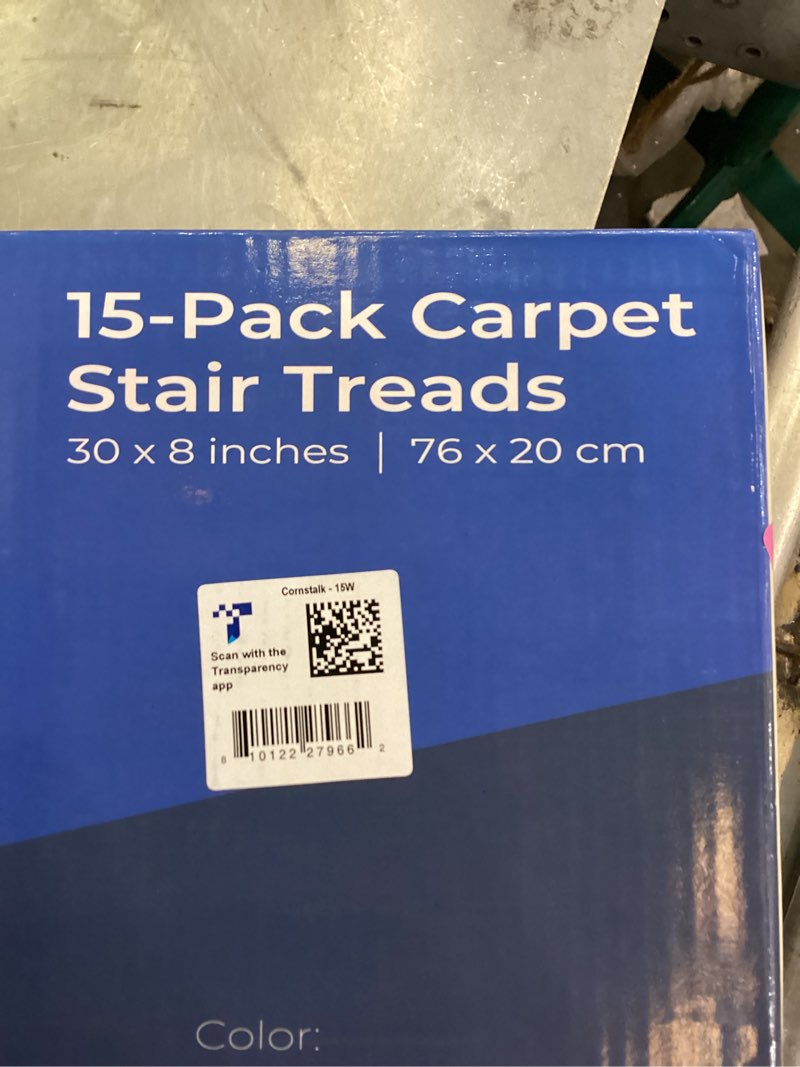 15-Pack Carpet
Stair Treads
30 x 8 inches | 76 x 20 cm
Cornstalk - 15W
Scan with the
Transparency
app
8 10122 27966 2
Color: